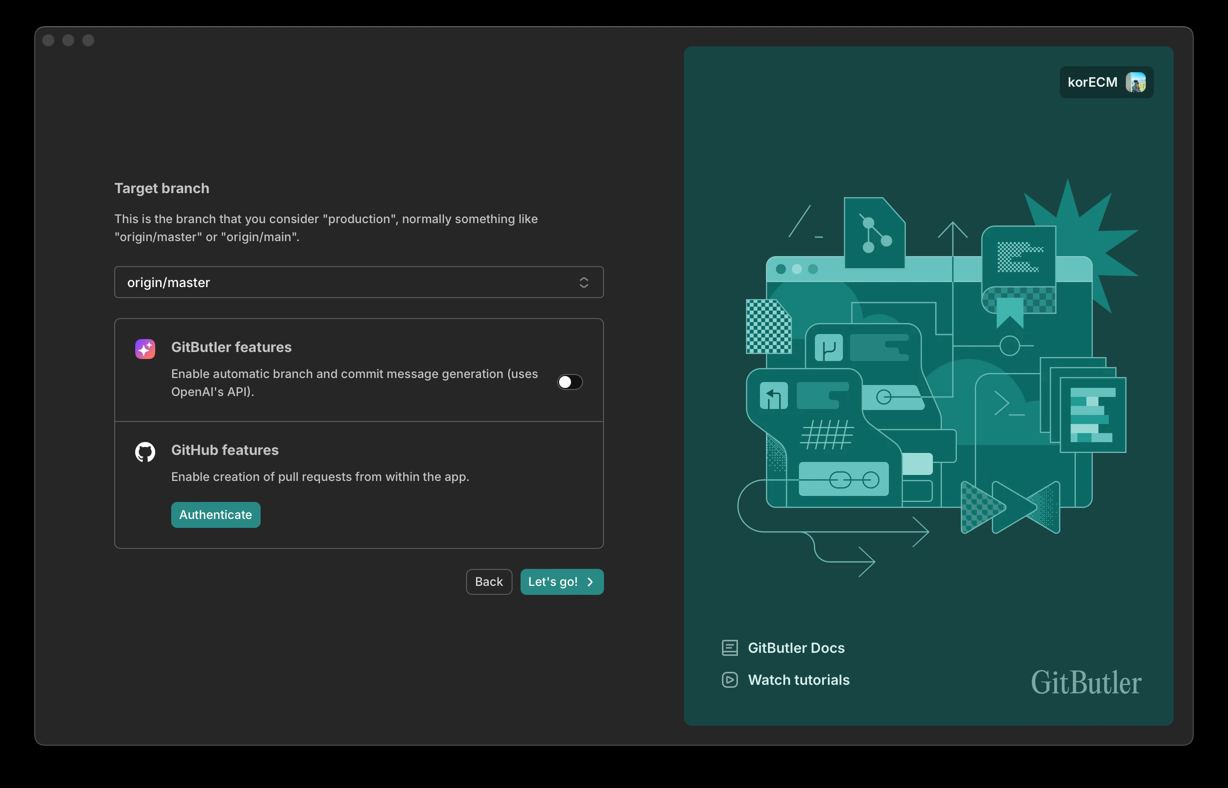 korECM
Target branch
This is the branch that you consider "production", normally something like
"origin/master" or "origin/main".
origin/master
GitButler features
Enable automatic branch and commit message generation (uses
OpenAI's API).
GitHub features
Enable creation of pull requests from within the app.
Authenticate
Back
Let's go!
GitButler Docs
Watch tutorials
GitButler